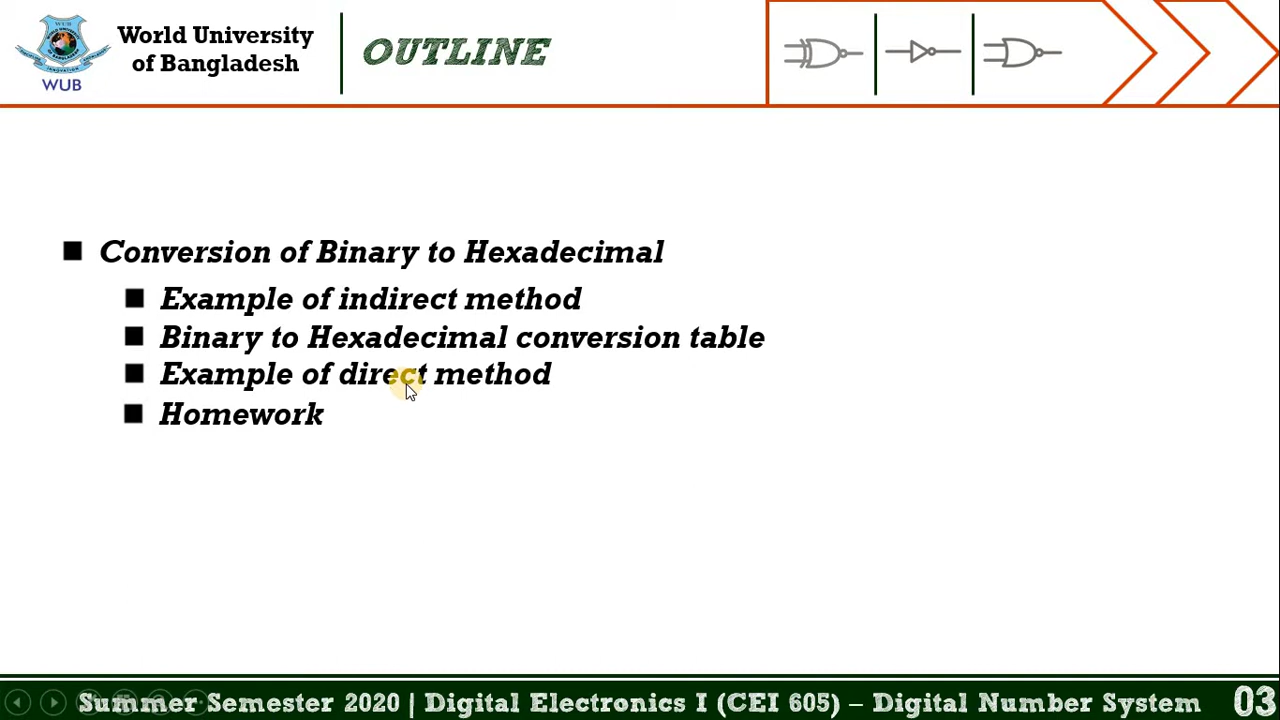 World University
of Bangladesh
WUB
OUTLINE
Conversion of Binary to Hexadecimal
Example of indirect method
Binary to Hexadecimal conversion table
Example of direct method
Homework
Summer Semester 2020 | Digital Electronics I (CEI 605) – Digital Number System 03